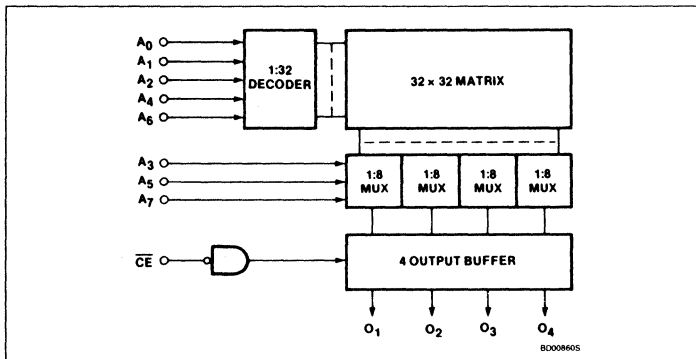 A0
A1
A2
A4
A6
1:32
DECODER
32 × 32 MATRIX
A3
A5
A7
1:8
MUX
1:8
MUX
1:8
MUX
1:8
MUX
CE
4 OUTPUT BUFFER
O1
O2
O3
O4
BD00860S